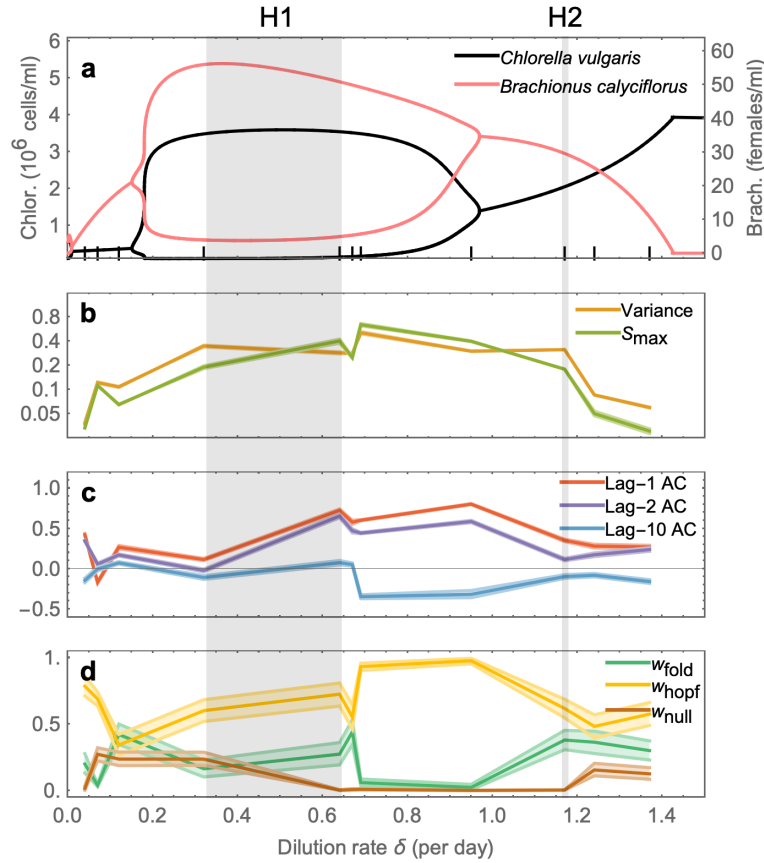 H1 H2
a
Chlorella vulgaris
Brachionus calyciflorus
Chlor. (10⁶ cells/ml)
6
5
4
3
2
1
Brach. (females/ml)
60
50
40
30
20
10
0
b
Variance
Smax
0.8
0.4
0.2
0.1
0.05
c
Lag-1 AC
Lag-2 AC
Lag-10 AC
1.0
0.5
0.0
−0.5
d
wfold
whopf
wnull
1.
0.5
0.
0.0 0.2 0.4 0.6 0.8 1.0 1.2 1.4
Dilution rate δ (per day)